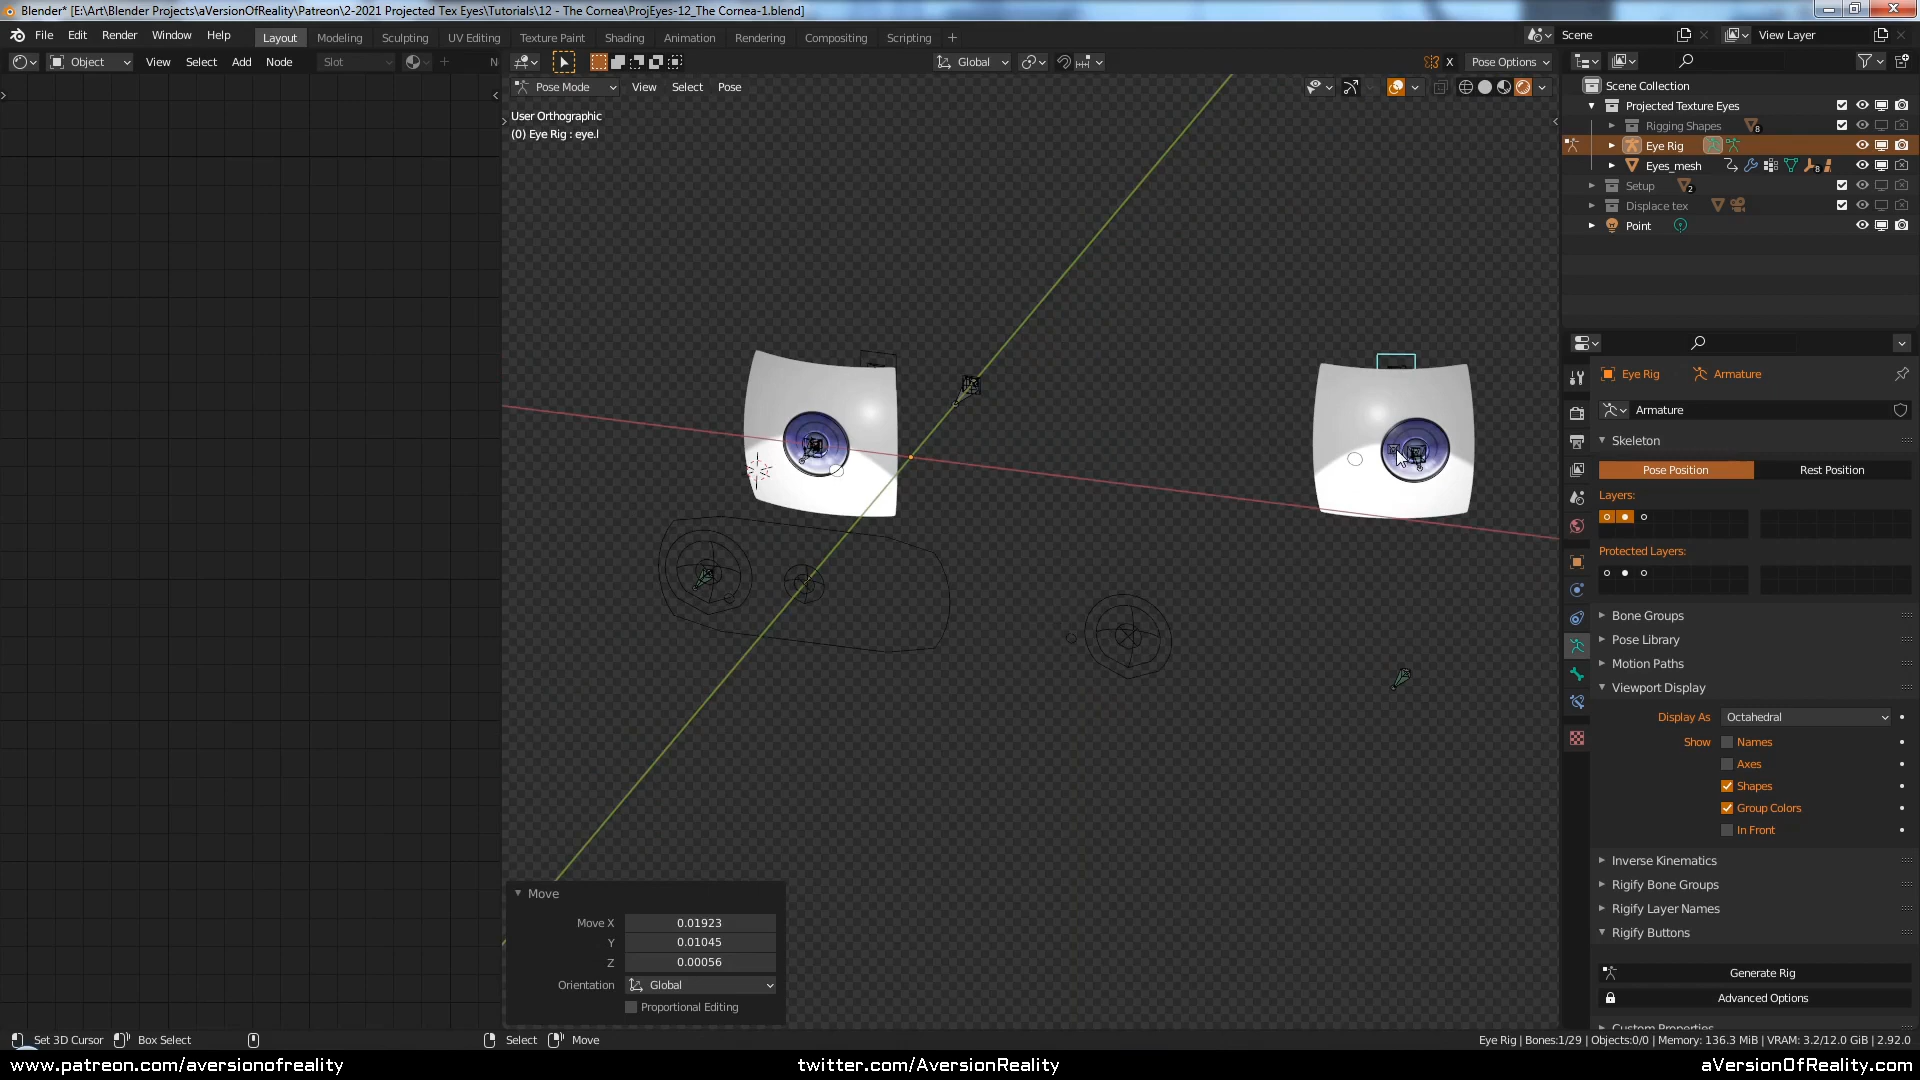 Blender* [E:\Art\Blender Projects\aVersionOfReality\Patreon\2-2021 Projected Tex Eyes\Tutorials\12 - The Cornea\ProjEyes-12_The Cornea-1.blend]
File Edit Render Window Help Layout Modeling Sculpting UV Editing Texture Paint Shading Animation Rendering Compositing Scripting + Scene View Layer
Object View Select Add Node Slot N Global X Pose Options
Pose Mode View Select Pose
User Orthographic
(0) Eye Rig : eye.l
Scene Collection
Projected Texture Eyes
Rigging Shapes 8
Eye Rig
Eyes_mesh 8
Setup 2
Displace tex
Point
Eye Rig Armature
Armature
Skeleton
Pose Position Rest Position
Layers:
Protected Layers:
Bone Groups
Pose Library
Motion Paths
Viewport Display
Display As Octahedral
Show Names
Axes
Shapes
Group Colors
In Front
Inverse Kinematics
Rigify Bone Groups
Rigify Layer Names
Rigify Buttons
Generate Rig
Advanced Options
Custom Properties
Move
Move X 0.01923
Y 0.01045
Z 0.00056
Orientation Global
Proportional Editing
Set 3D Cursor Box Select Select Move Eye Rig | Bones:1/29 | Objects:0/0 | Memory: 136.3 MiB | VRAM: 3.2/12.0 GiB | 2.92.0
www.patreon.com/aversionofreality twitter.com/AversionReality aVersionOfReality.com